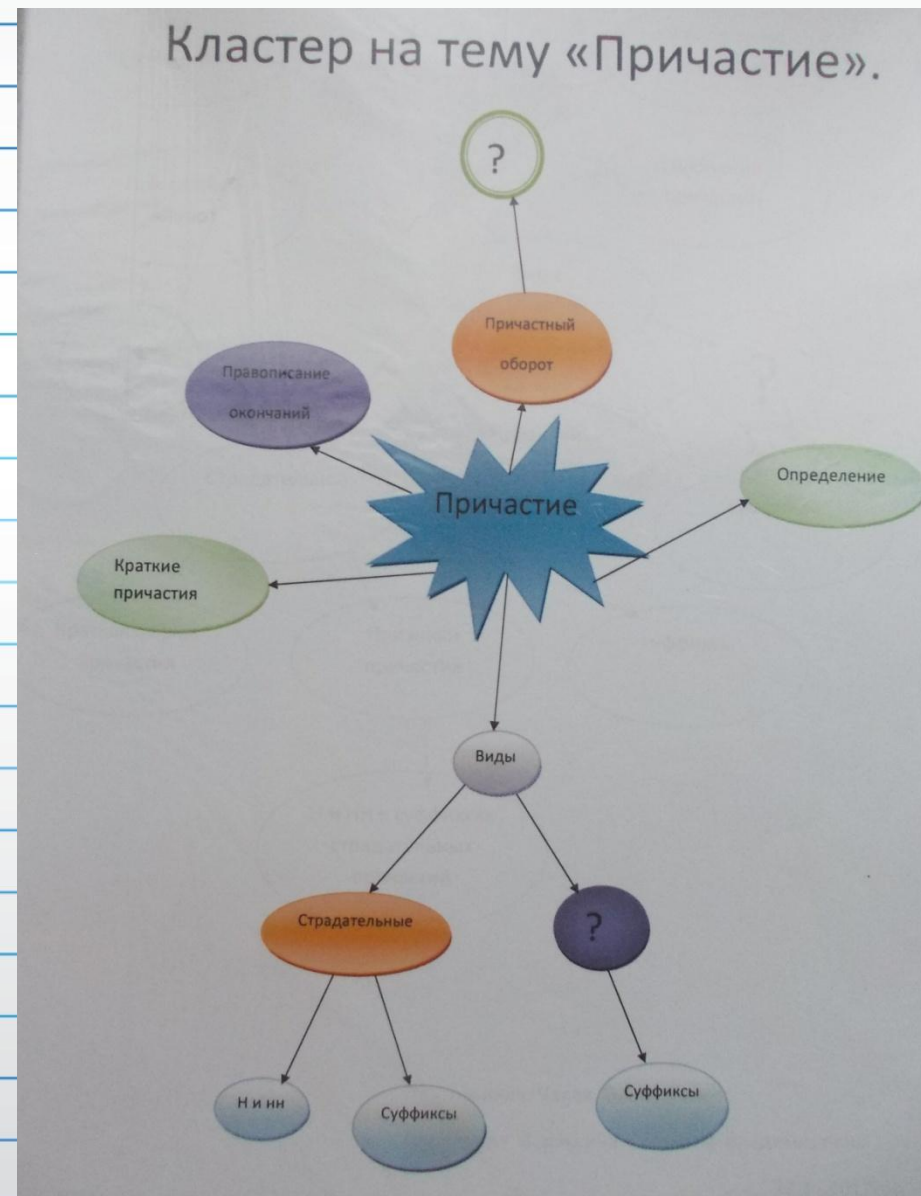 Кластер на тему «Причастие».
?
Причастный
оборот
Правописание
окончаний
Причастие
Определение
Краткие
причастия
Виды
Страдательные
?
Н и нн
Суффиксы
Суффиксы